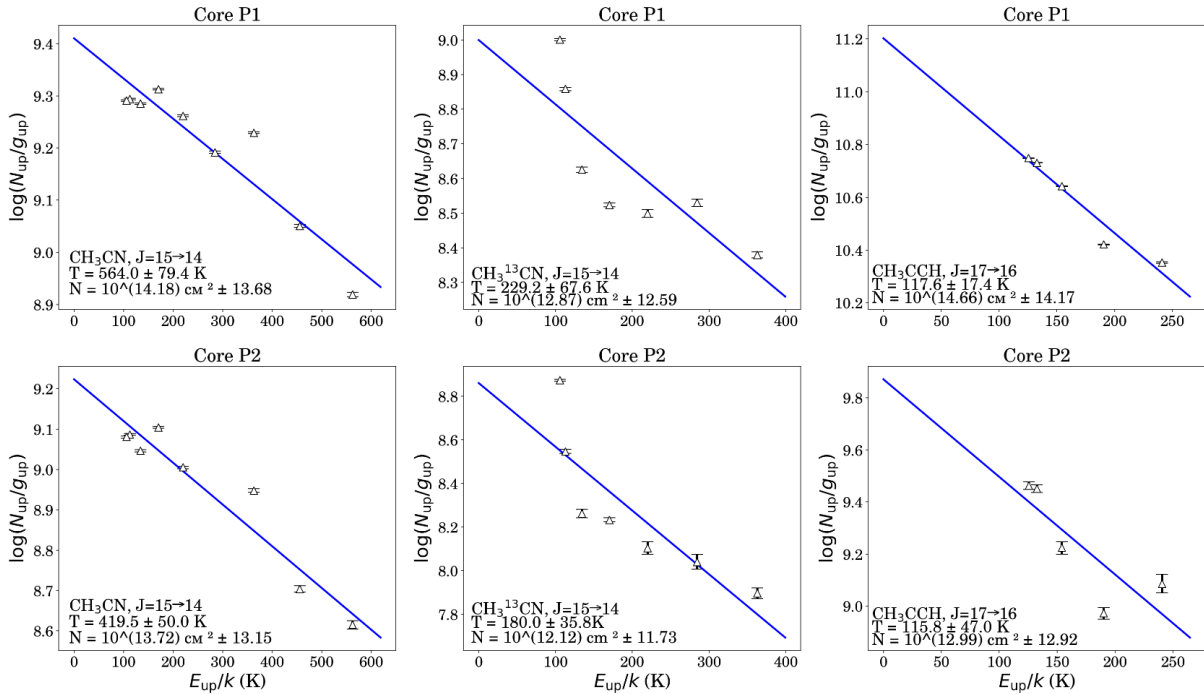 Core P1
log(N_up/g_up)
9.4
9.3
9.2
9.1
9.0
8.9
CH₃CN, J=15→14
T = 564.0 ± 79.4 K
N = 10^(14.18) см ² ± 13.68
0 100 200 300 400 500 600
Core P1
log(N_up/g_up)
9.0
8.9
8.8
8.7
8.6
8.5
8.4
8.3
CH₃¹³CN, J=15→14
T = 229.2 ± 67.6 K
N = 10^(12.87) cm ² ± 12.59
0 100 200 300 400
Core P1
log(N_up/g_up)
11.2
11.0
10.8
10.6
10.4
10.2
CH₃CCH, J=17→16
T = 117.6 ± 17.4 K
N = 10^(14.66) см ² ± 14.17
0 50 100 150 200 250
Core P2
log(N_up/g_up)
9.2
9.1
9.0
8.9
8.8
8.7
8.6
CH₃CN, J=15→14
T = 419.5 ± 50.0 K
N = 10^(13.72) см ² ± 13.15
0 100 200 300 400 500 600
E_up/k (K)
Core P2
log(N_up/g_up)
8.8
8.6
8.4
8.2
8.0
7.8
CH₃¹³CN, J=15→14
T = 180.0 ± 35.8K
N = 10^(12.12) cm ² ± 11.73
0 100 200 300 400
E_up/k (K)
Core P2
log(N_up/g_up)
9.8
9.6
9.4
9.2
9.0
CH₃CCH, J=17→16
T = 115.8 ± 47.0 K
N = 10^(12.99) cm ² ± 12.92
0 50 100 150 200 250
E_up/k (K)